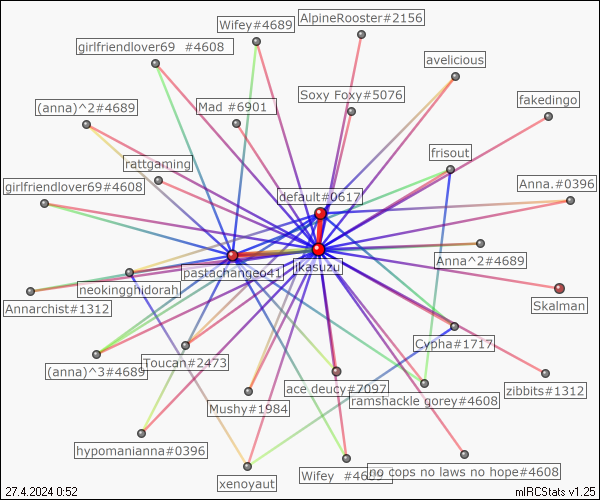 AlpineRooster#2156
Wifey#4689
girlfriendlover69 #4608
avelicious
Soxy Foxy#5076
fakedingo
(anna)^2#4689
Mad #6901
frisout
rattgaming
girlfriendlover69#4608
Anna.#0396
default#0617
Anna^2#4689
jkasuzu
pastachangeo41
neokingghidorah
Annarchist#1312
Skalman
Cypha#1717
Toucan#2473
(anna)^3#4689
ace deucy#7097
zibbits#1312
ramshackle gorey#4608
Mushy#1984
hypomanianna#0396
no cops no laws no hope#4608
Wifey #4689
xenoyaut
27.4.2024 0:52
mIRCStats v1.25